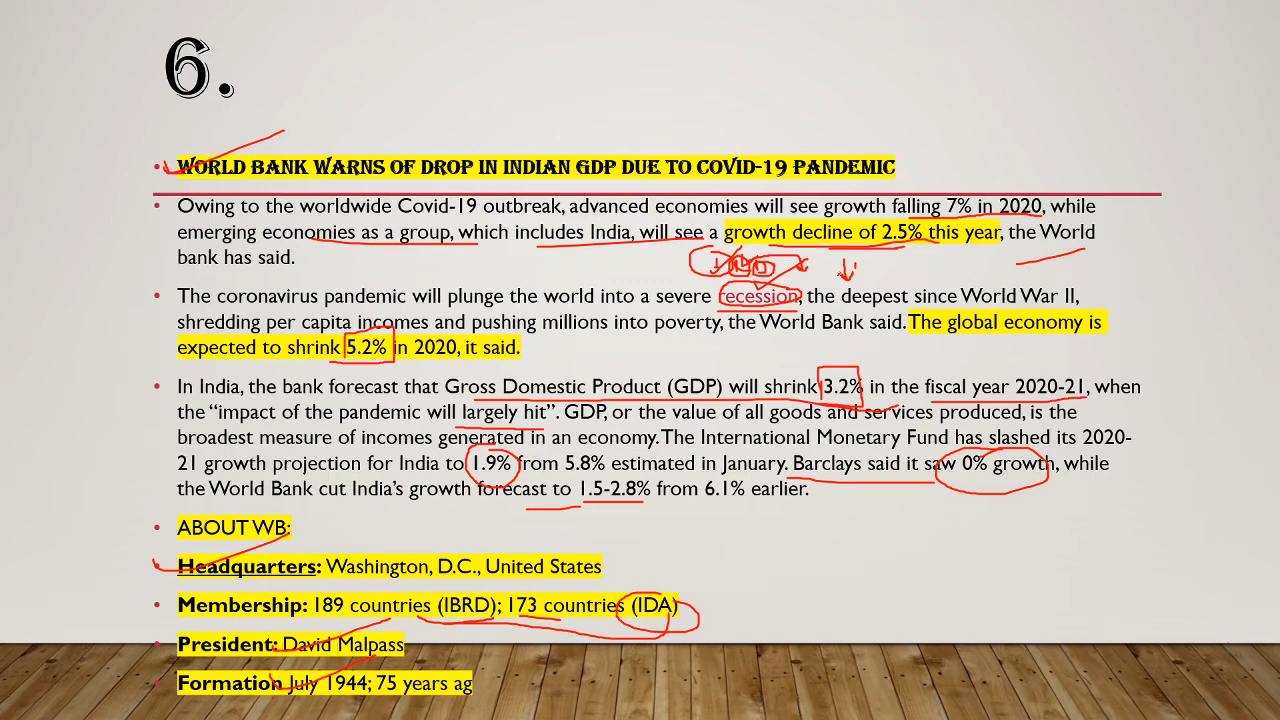 6.
• WORLD BANK WARNS OF DROP IN INDIAN GDP DUE TO COVID-19 PANDEMIC
• Owing to the worldwide Covid-19 outbreak, advanced economies will see growth falling 7% in 2020, while
emerging economies as a group, which includes India, will see a growth decline of 2.5% this year, the World
bank has said.
• The coronavirus pandemic will plunge the world into a severe recession, the deepest since World War II,
shredding per capita incomes and pushing millions into poverty, the World Bank said. The global economy is
expected to shrink 5.2% in 2020, it said.
• In India, the bank forecast that Gross Domestic Product (GDP) will shrink 3.2% in the fiscal year 2020-21, when
the “impact of the pandemic will largely hit”. GDP, or the value of all goods and services produced, is the
broadest measure of incomes generated in an economy. The International Monetary Fund has slashed its 2020-
21 growth projection for India to 1.9% from 5.8% estimated in January. Barclays said it saw 0% growth, while
the World Bank cut India’s growth forecast to 1.5-2.8% from 6.1% earlier.
• ABOUT WB:
• Headquarters: Washington, D.C., United States
• Membership: 189 countries (IBRD); 173 countries (IDA)
• President: David Malpass
• Formation July 1944; 75 years ag